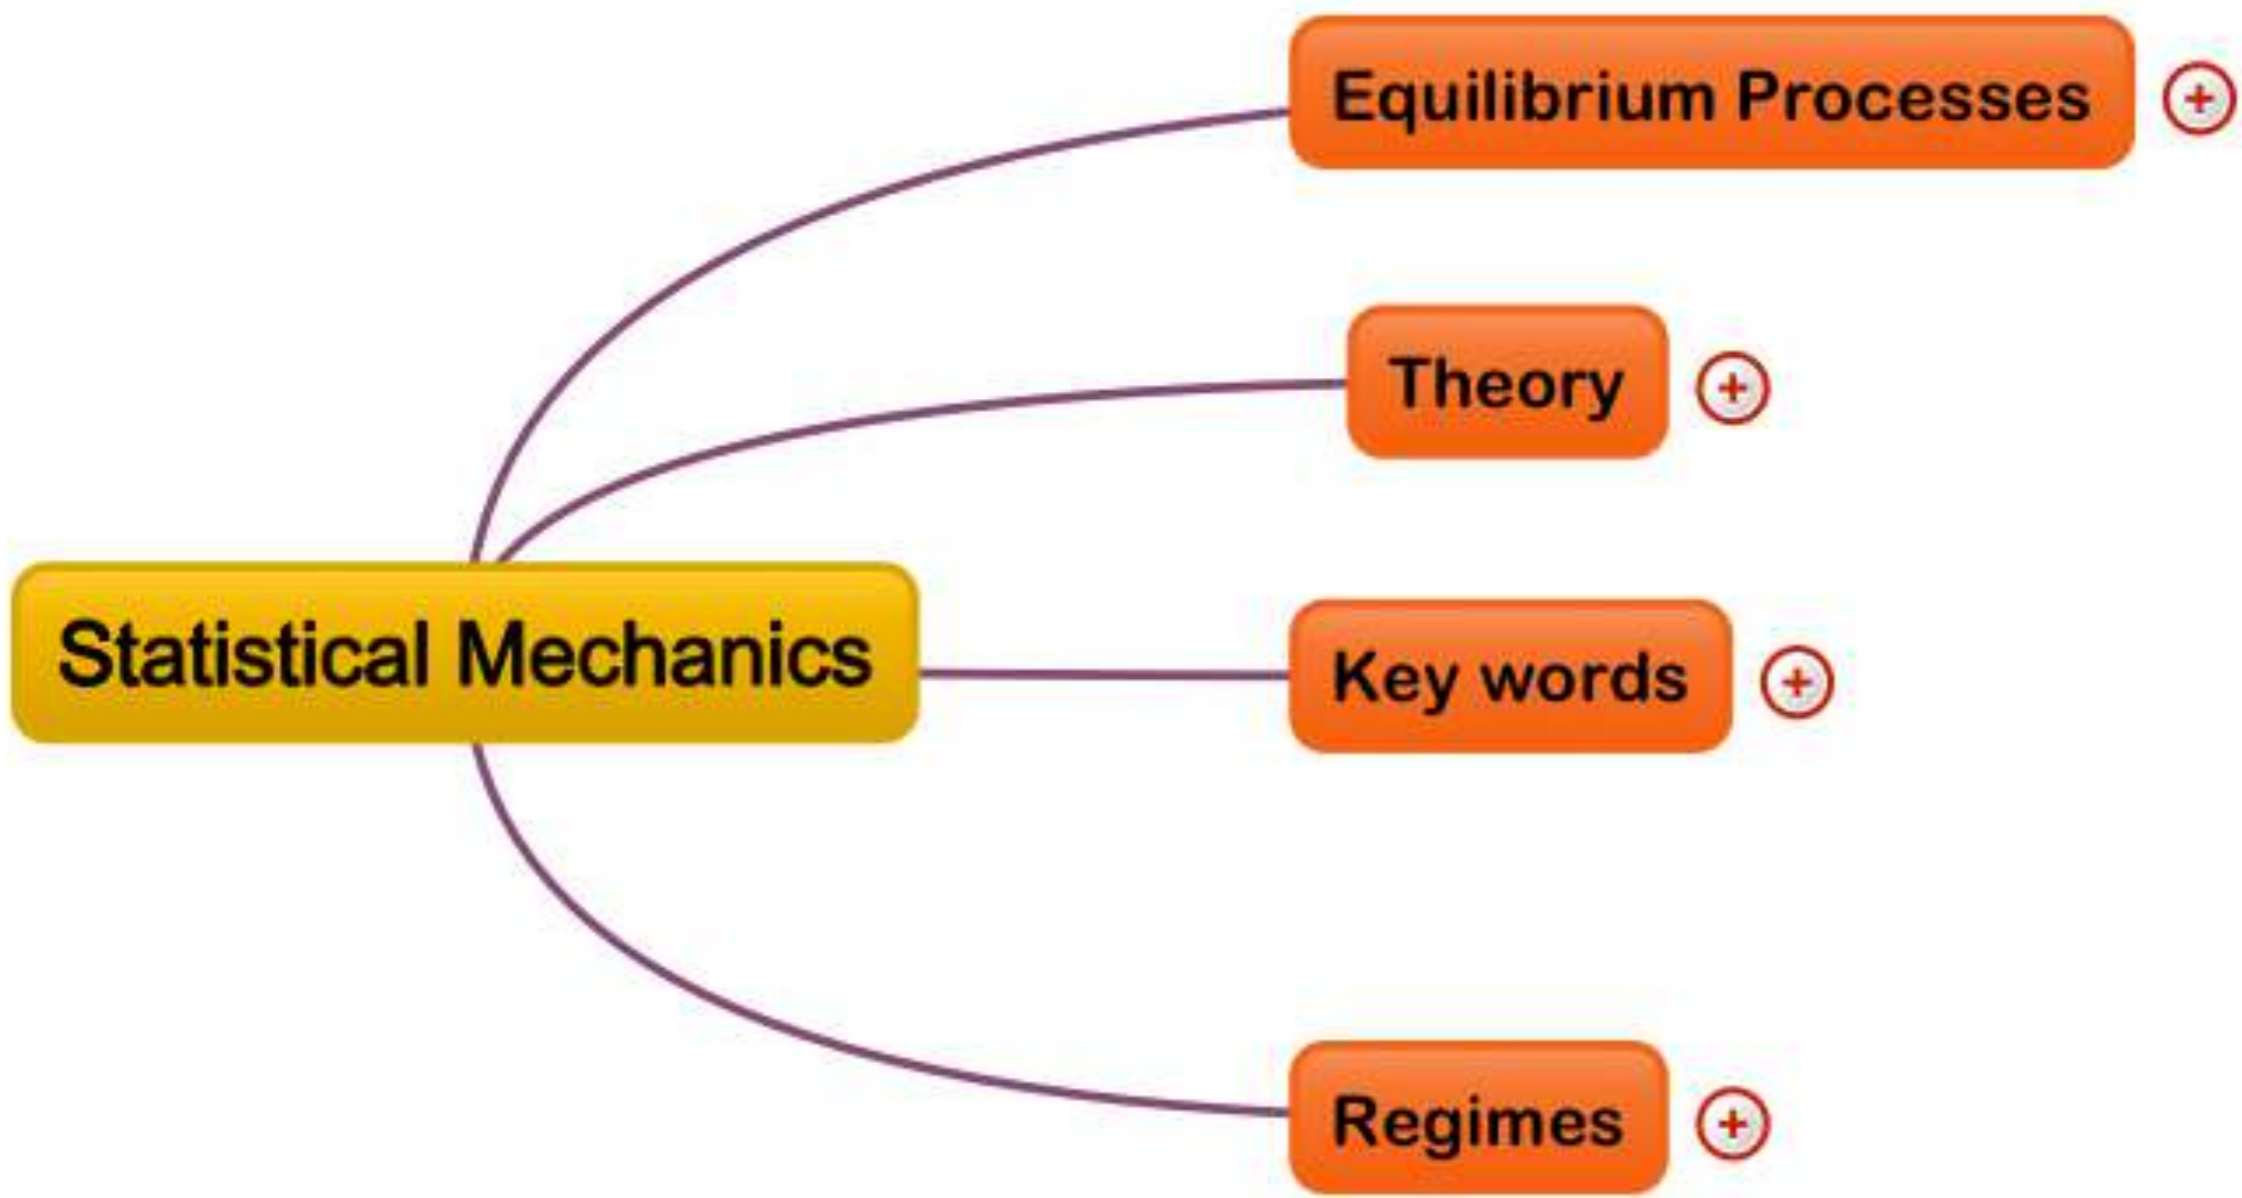 Equilibrium Processes
Theory
Statistical Mechanics
Key words
Regimes